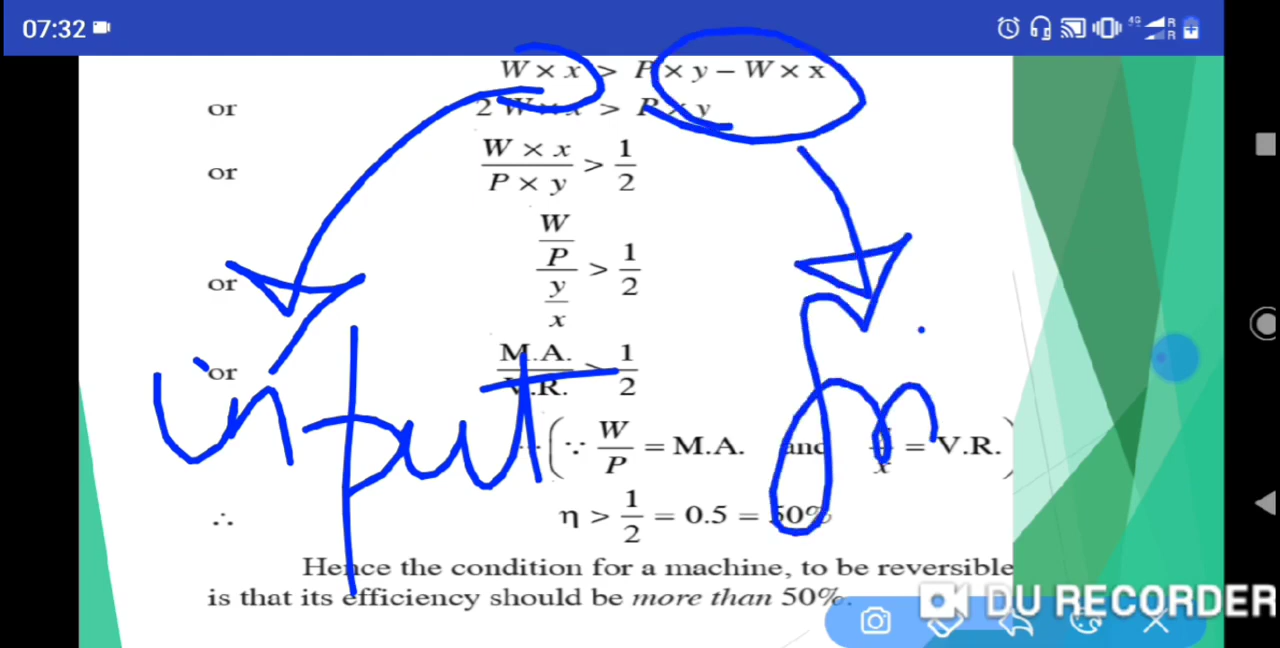 07:32
4G R R
W × x > P × y − W × x
or 2 W × x > P × y
or W × x / P × y > 1/2
or W/P / y/x > 1/2
or M.A. / V.R. > 1/2
input
(∵ W/P = M.A. and = V.R.)
∴ η > 1/2 = 0.5 = 50%
Hence the condition for a machine, to be reversible
is that its efficiency should be more than 50%.
DU RECORDER